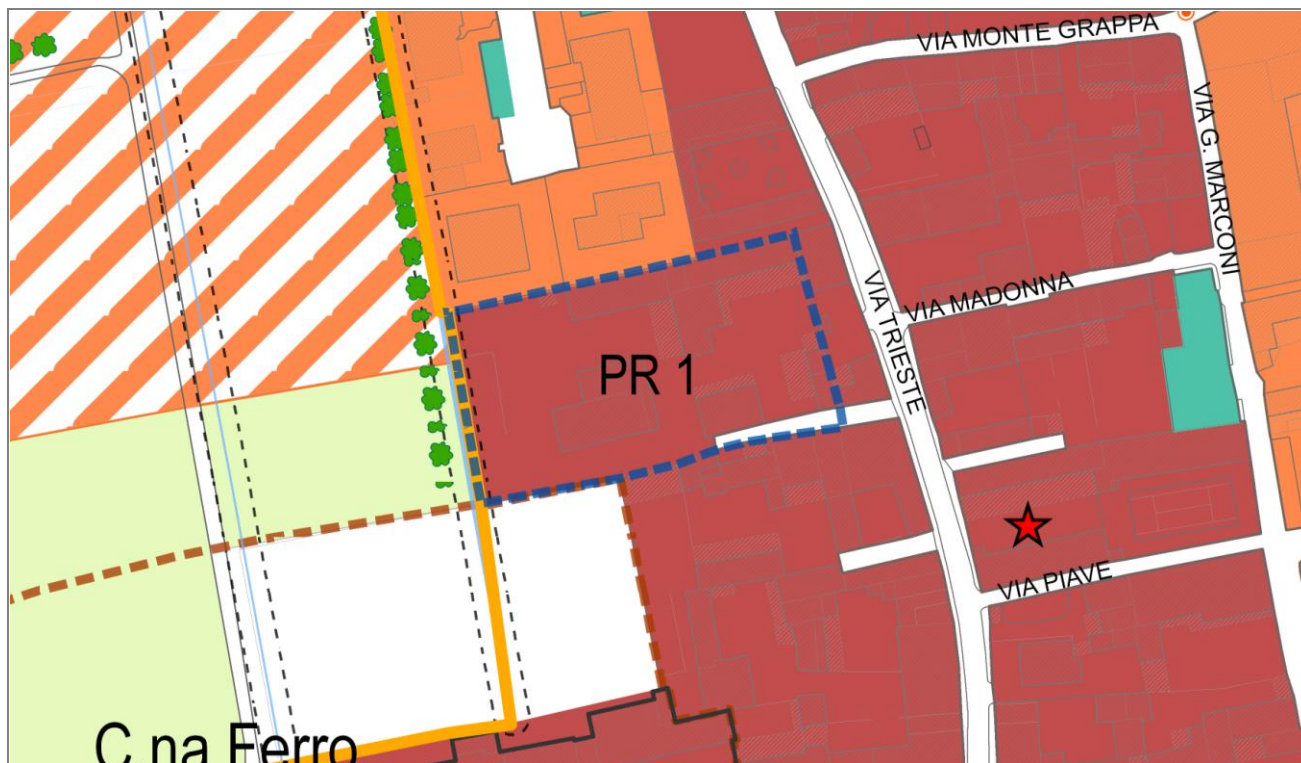 VIA MONTE GRAPPA
VIA G. MARCONI
VIA MADONNA
VIA TRIESTE
PR 1
VIA PIAVE
C na Ferro